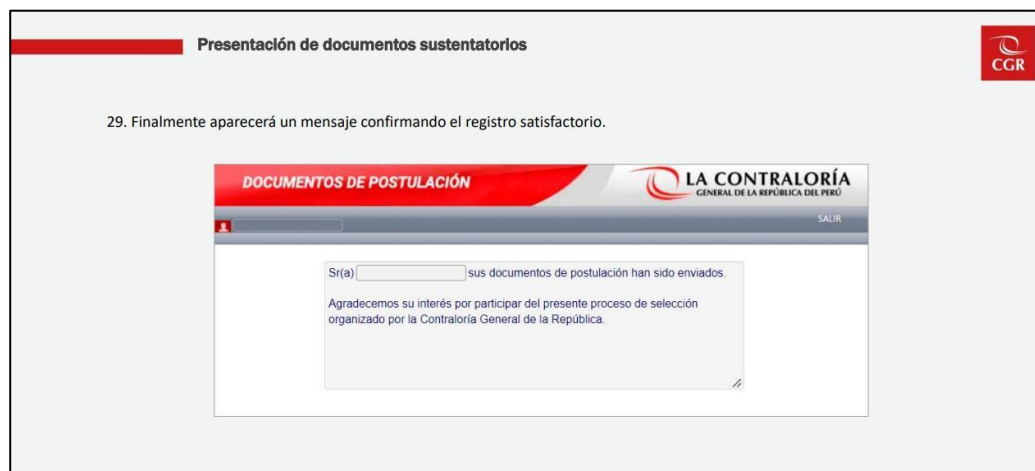 Presentación de documentos sustentatorios
CGR
29. Finalmente aparecerá un mensaje confirmando el registro satisfactorio.
DOCUMENTOS DE POSTULACIÓN
LA CONTRALORÍA
GENERAL DE LA REPÚBLICA DEL PERÚ
SALIR
Sr(a) sus documentos de postulación han sido enviados.
Agradecemos su interés por participar del presente proceso de selección
organizado por la Contraloría General de la República.